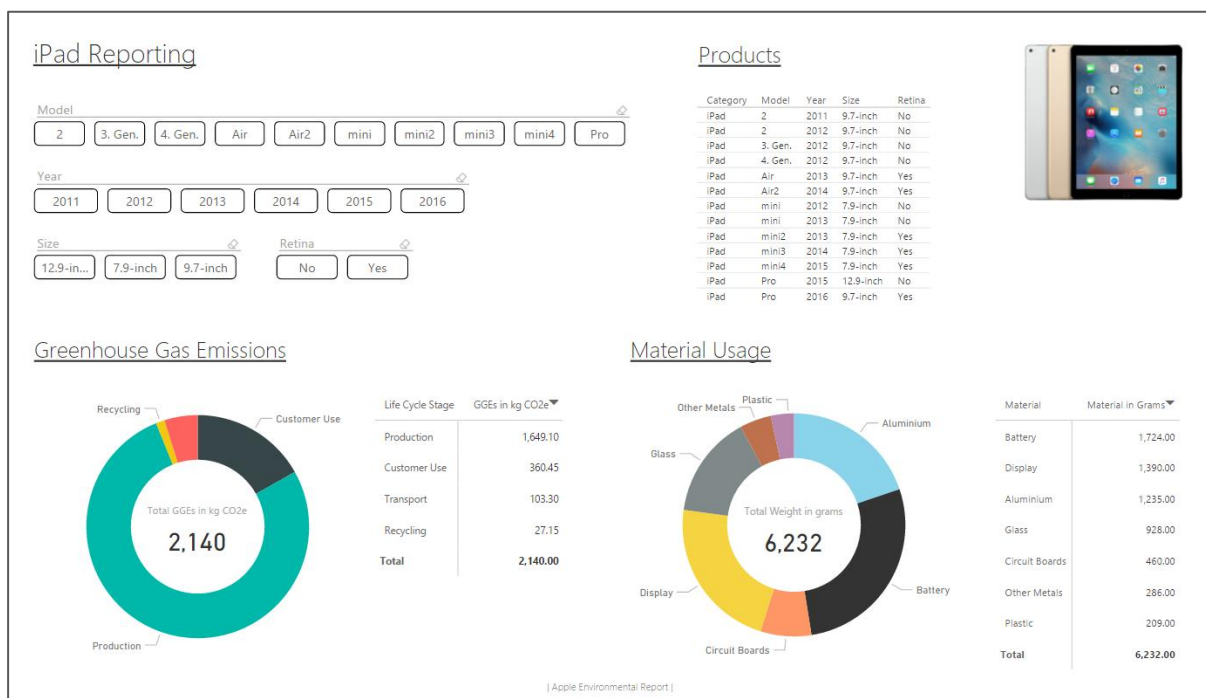 iPad Reporting
Model
2 3. Gen. 4. Gen. Air Air2 mini mini2 mini3 mini4 Pro
Year
2011 2012 2013 2014 2015 2016
Size Retina
12.9-in... 7.9-inch 9.7-inch No Yes
Products
Category Model Year Size Retina
iPad 2 2011 9.7-inch No
iPad 2 2012 9.7-inch No
iPad 3. Gen. 2012 9.7-inch No
iPad 4. Gen. 2012 9.7-inch No
iPad Air 2013 9.7-inch Yes
iPad Air2 2014 9.7-inch Yes
iPad mini 2012 7.9-inch No
iPad mini 2013 7.9-inch No
iPad mini2 2013 7.9-inch Yes
iPad mini3 2014 7.9-inch Yes
iPad mini4 2015 7.9-inch Yes
iPad Pro 2015 12.9-inch No
iPad Pro 2016 9.7-inch Yes
Greenhouse Gas Emissions
Recycling
Customer Use
Total GGEs in kg CO2e
2,140
Production
Life Cycle Stage GGEs in kg CO2e
Production 1,649.10
Customer Use 360.45
Transport 103.30
Recycling 27.15
Total 2,140.00
Material Usage
Plastic
Other Metals
Aluminium
Glass
Total Weight in grams
6,232
Display
Battery
Circuit Boards
Material Material in Grams
Battery 1,724.00
Display 1,390.00
Aluminium 1,235.00
Glass 928.00
Circuit Boards 460.00
Other Metals 286.00
Plastic 209.00
Total 6,232.00
| Apple Environmental Report |